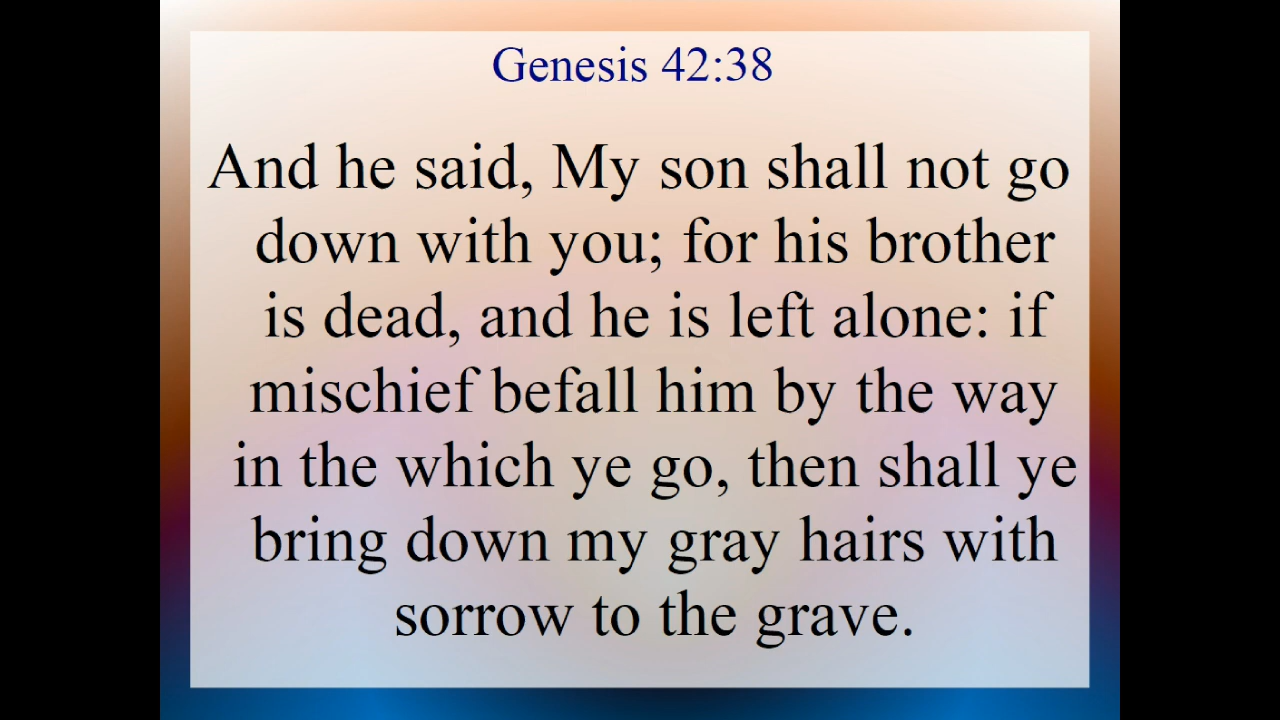 Genesis 42:38
And he said, My son shall not go
down with you; for his brother
is dead, and he is left alone: if
mischief befall him by the way
in the which ye go, then shall ye
bring down my gray hairs with
sorrow to the grave.